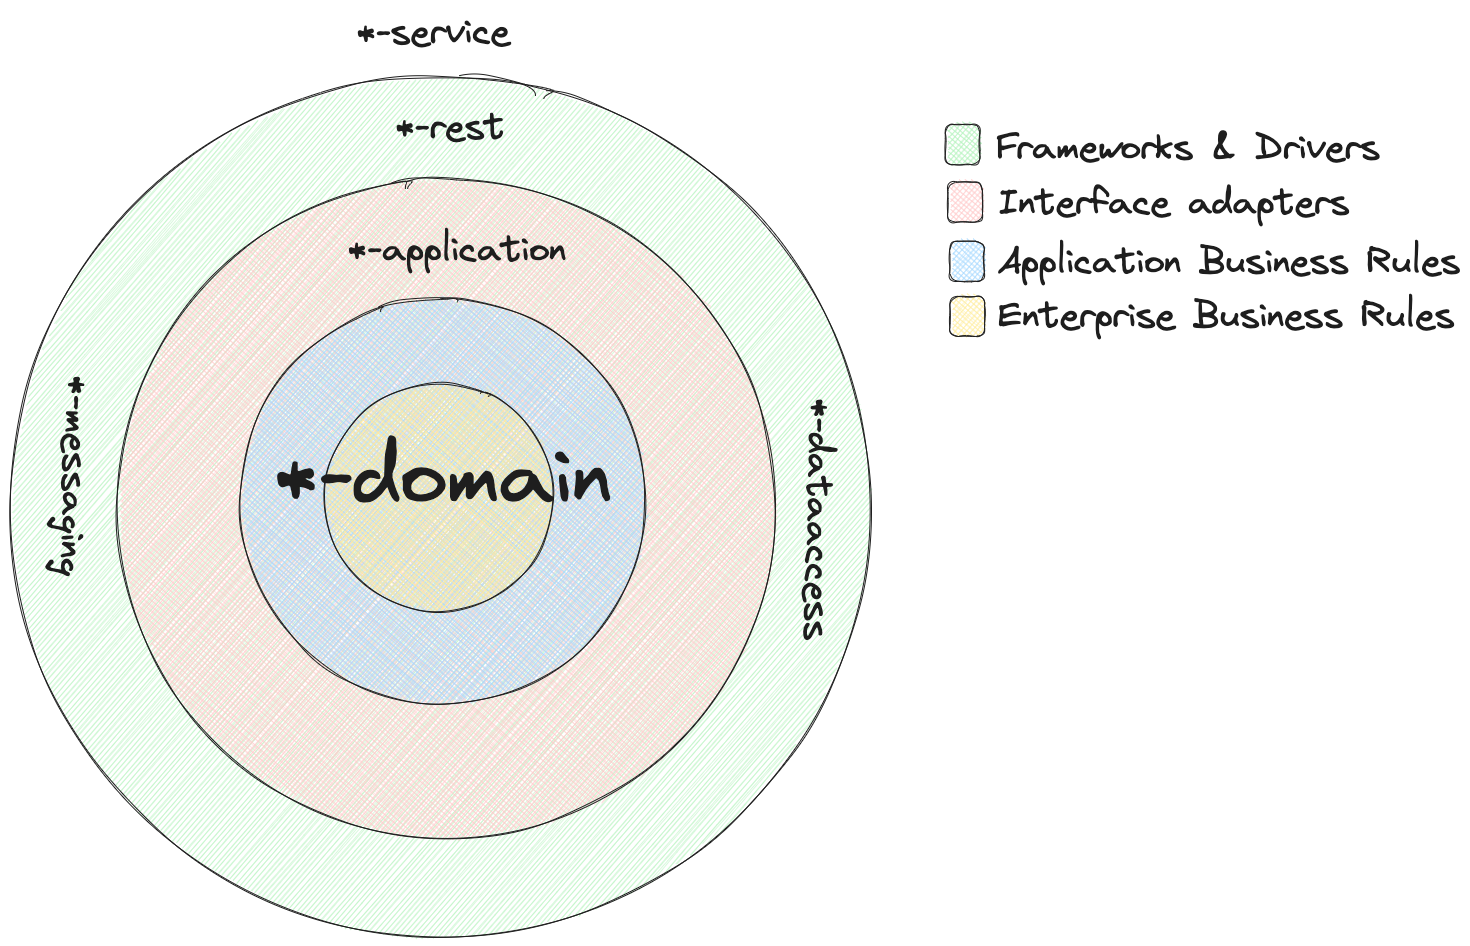 *-service
*-rest
*-application
*-messaging
*-domain
*-dataaccess
Frameworks & Drivers
Interface adapters
Application Business Rules
Enterprise Business Rules